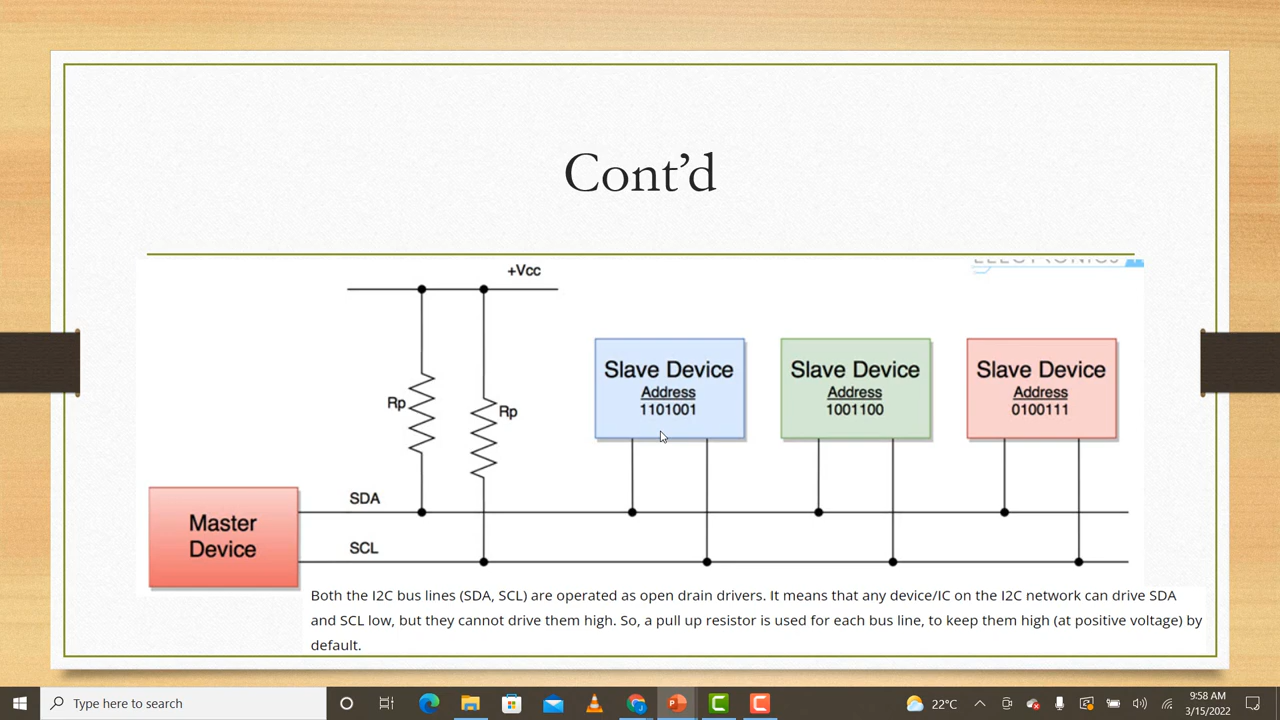 Cont’d
+Vcc
ELECTRONICS
Rp
Rp
Slave Device
Address
1101001
Slave Device
Address
1001100
Slave Device
Address
0100111
SDA
SCL
Master
Device
Both the I2C bus lines (SDA, SCL) are operated as open drain drivers. It means that any device/IC on the I2C network can drive SDA
and SCL low, but they cannot drive them high. So, a pull up resistor is used for each bus line, to keep them high (at positive voltage) by
default.
Type here to search
22°C
9:58 AM
3/15/2022